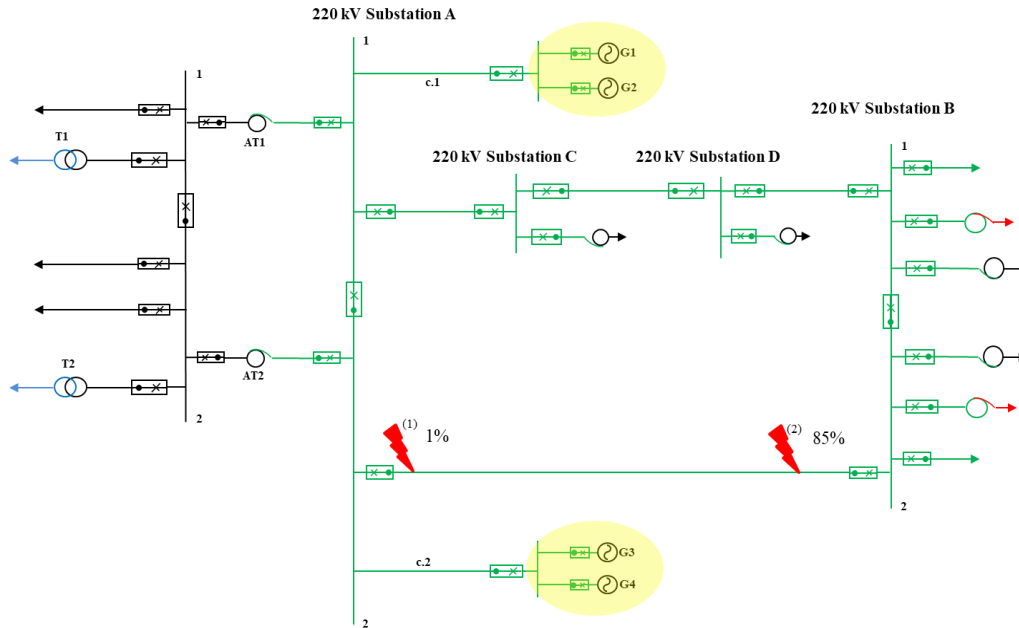 220 kV Substation A
1
G1
c.1
G2
1
220 kV Substation B
T1
AT1
220 kV Substation C
220 kV Substation D
1
T2
AT2
2
(1)
1%
(2)
85%
2
c.2
G3
G4
2